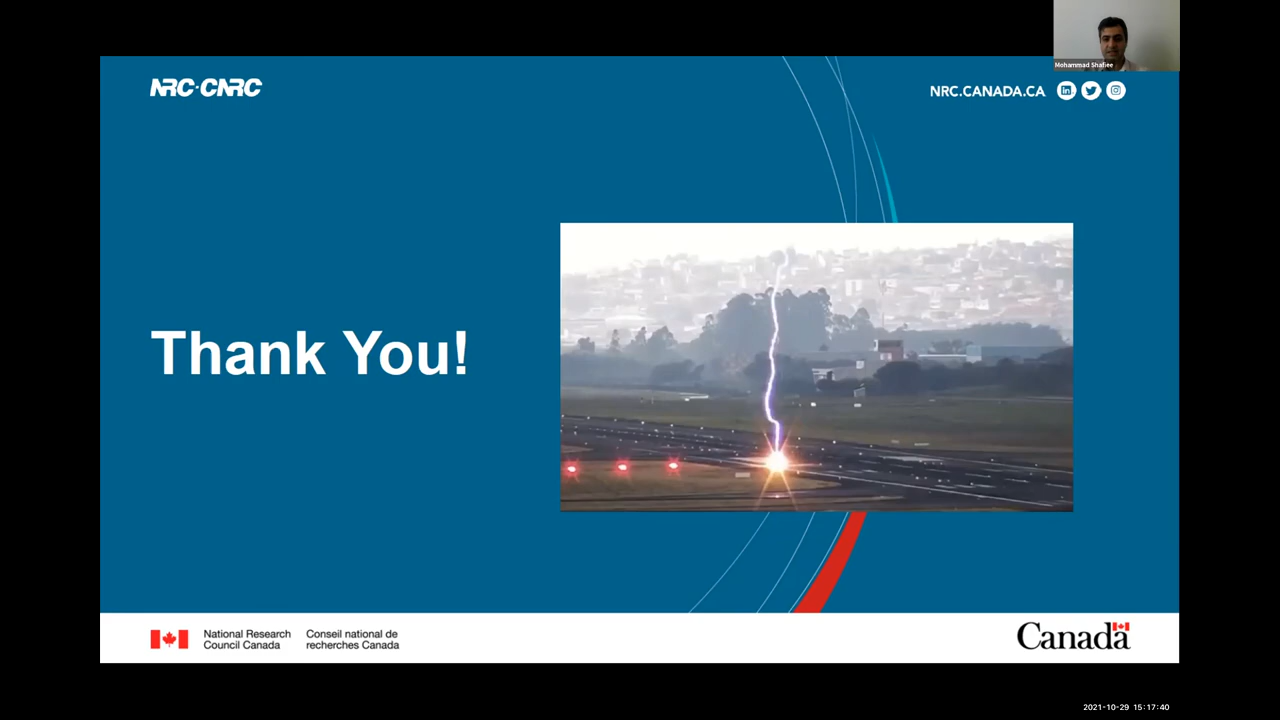 Mohammad Shafiee
NRC·CNRC
NRC.CANADA.CA
Thank You!
National Research Council Canada
Conseil national de recherches Canada
Canada
2021-10-29 15:17:40